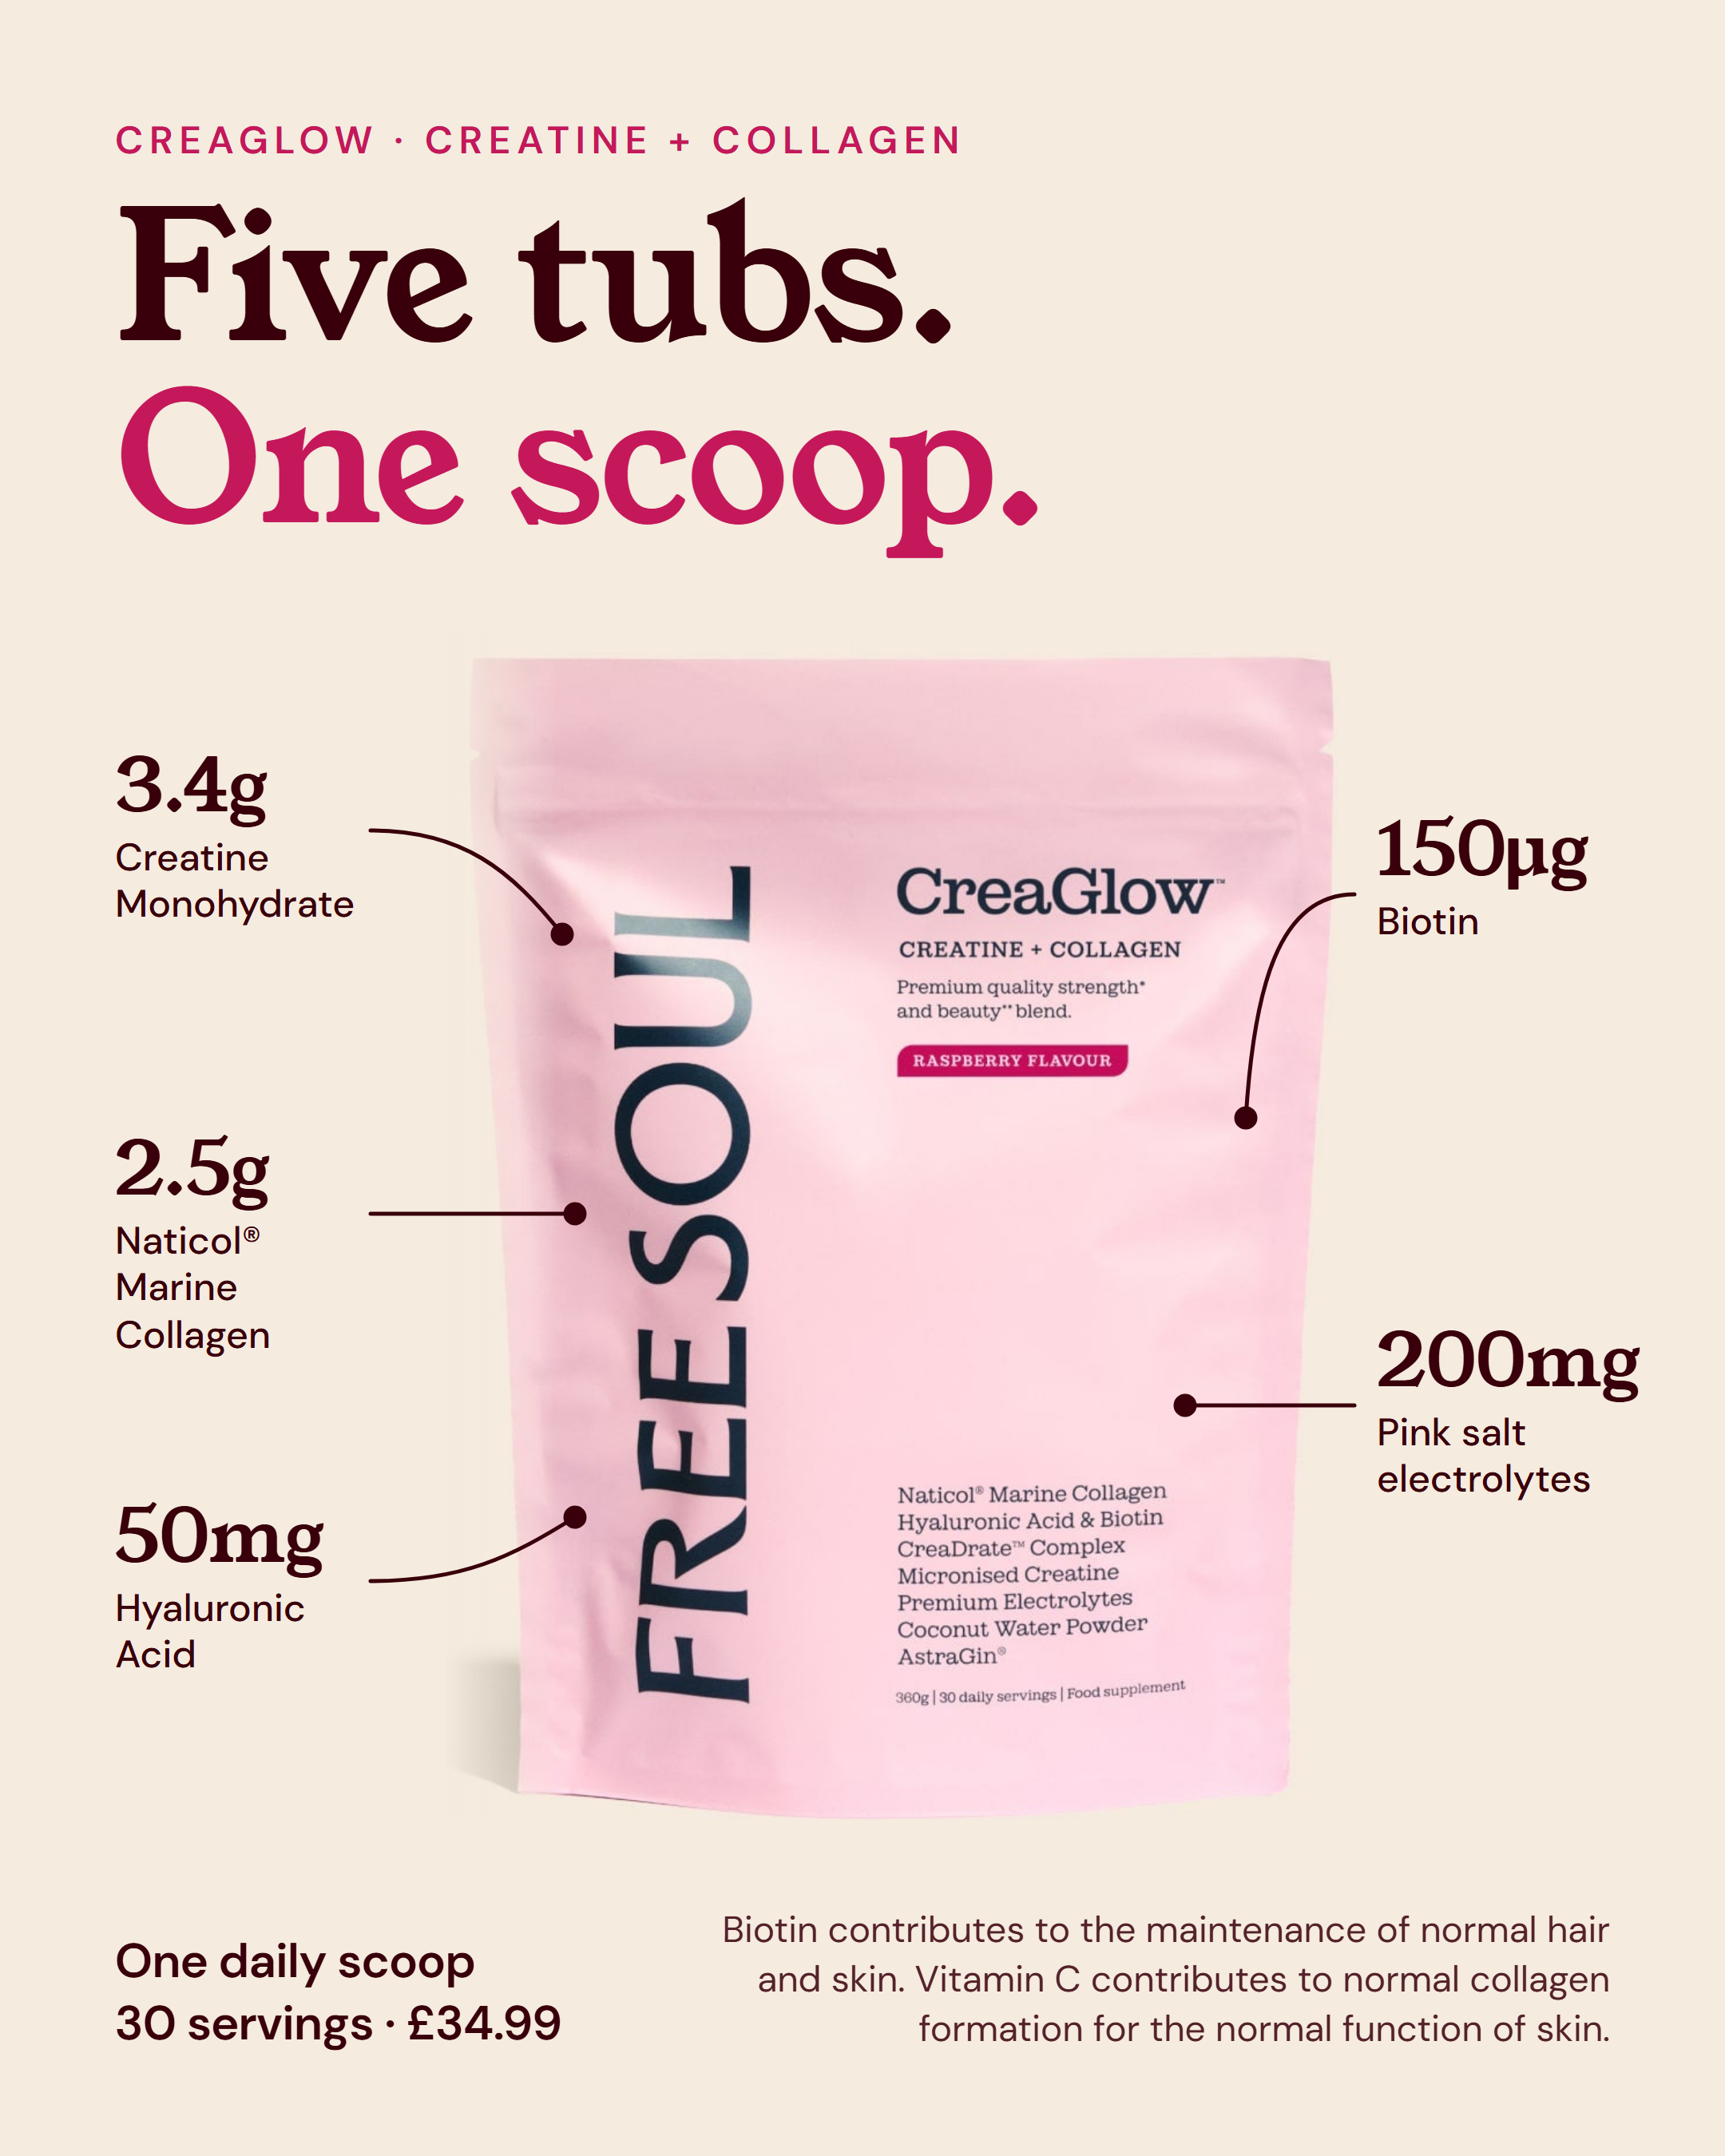 CREAGLOW · CREATINE + COLLAGEN
Five tubs.
One scoop.
3.4g
Creatine
Monohydrate
2.5g
Naticol®
Marine
Collagen
50mg
Hyaluronic
Acid
FREE SOUL
CreaGlow™
CREATINE + COLLAGEN
Premium quality strength*
and beauty** blend.
RASPBERRY FLAVOUR
Naticol® Marine Collagen
Hyaluronic Acid & Biotin
CreaDrate™ Complex
Micronised Creatine
Premium Electrolytes
Coconut Water Powder
AstraGin®
360g | 30 daily servings | Food supplement
150µg
Biotin
200mg
Pink salt
electrolytes
One daily scoop
30 servings · £34.99
Biotin contributes to the maintenance of normal hair
and skin. Vitamin C contributes to normal collagen
formation for the normal function of skin.